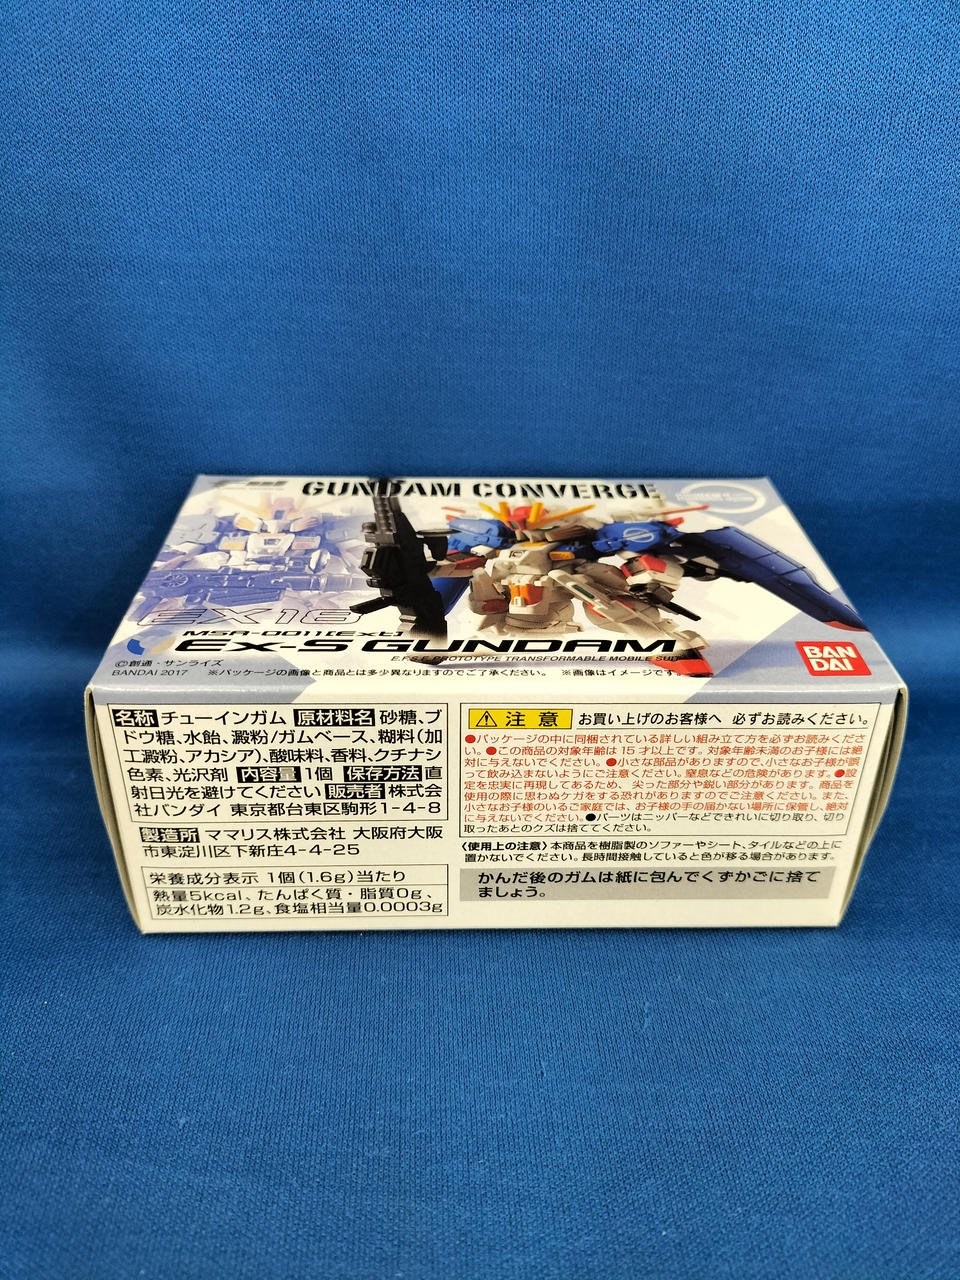 GUNDAM CONVERGE
EX18
MSA-0011[Ext]
Ex-S GUNDAM
E.F.S.F. PROTOTYPE TRANSFORMABLE MOBILE SUIT
©創通・サンライズ
BANDAI 2017 ※パッケージの画像と商品とは多少異なりますのでご了承ください。 ※画像はイメージです。
BAN
DAI
名称 チューインガム 原材料名 砂糖、ブ
ドウ糖、水飴、澱粉/ガムベース、糊料(加
工澱粉、アカシア)、酸味料、香料、クチナシ
色素、光沢剤 内容量 1個 保存方法 直
射日光を避けてください 販売者 株式会
社バンダイ 東京都台東区駒形1-4-8
製造所 ママリス株式会社 大阪府大阪
市東淀川区下新庄4-4-25
栄養成分表示 1個(1.6g)当たり
熱量5kcal、たんぱく質・脂質0g、
炭水化物1.2g、食塩相当量0.0003g
注意 お買い上げのお客様へ 必ずお読みください。
●パッケージの中に同梱されている詳しい組み立て方を必ずお読みくださ
い。●この商品の対象年齢は15才以上です。対象年齢未満のお子様には絶
対に与えないでください。●小さな部品がありますので、小さなお子様が誤
って飲み込まないようにご注意ください。窒息などの危険があります。●設
定を忠実に再現してあるため、尖った部分や鋭い部分があります。商品を
使用の際に思わぬケガをする恐れがありますのでご注意ください。また、
小さなお子様のいるご家庭では、お子様の手の届かない場所に保管し、絶対
に与えないでください。●パーツはニッパーなどできれいに切り取り、切り
取ったあとのクズは捨ててください。
〈使用上の注意〉本商品を樹脂製のソファーやシート、タイルなどの上に
置かないでください。長時間接触していると色が移る場合があります。
かんだ後のガムは紙に包んでくずかごに捨て
ましょう。